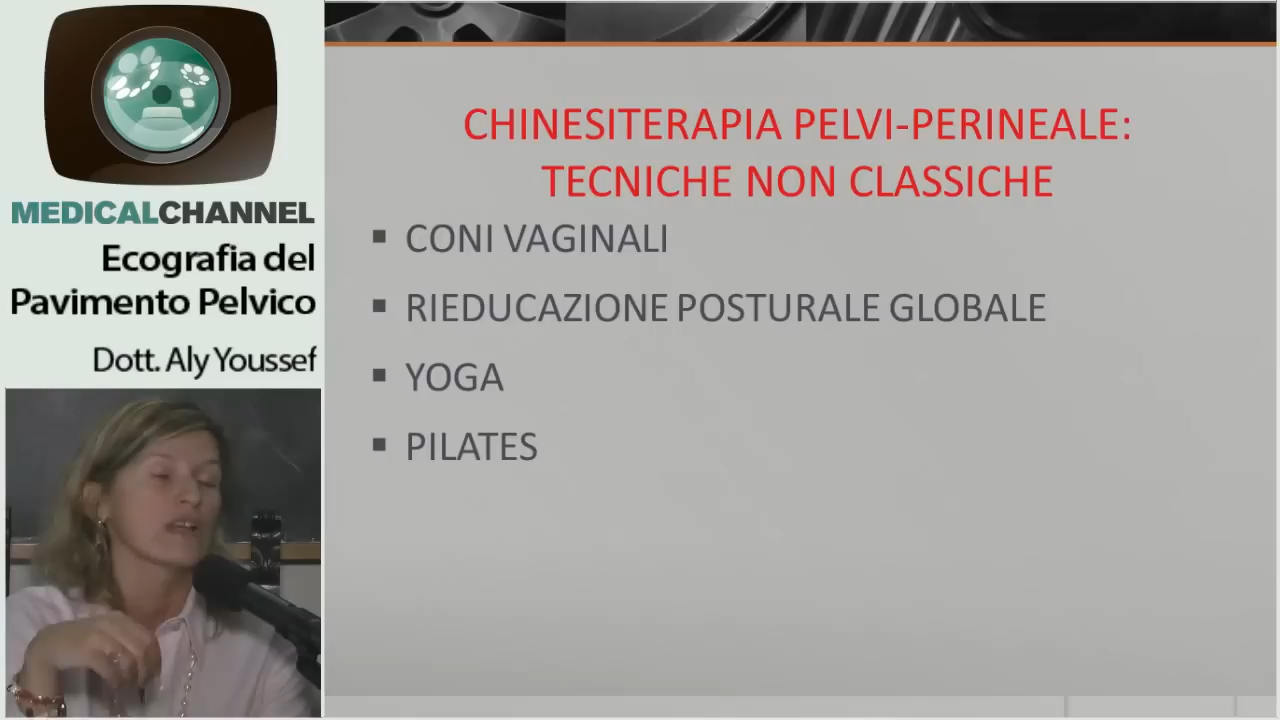 MEDICALCHANNEL
Ecografia del
Pavimento Pelvico
Dott. Aly Youssef
CHINESITERAPIA PELVI-PERINEALE:
TECNICHE NON CLASSICHE
▪ CONI VAGINALI
▪ RIEDUCAZIONE POSTURALE GLOBALE
▪ YOGA
▪ PILATES